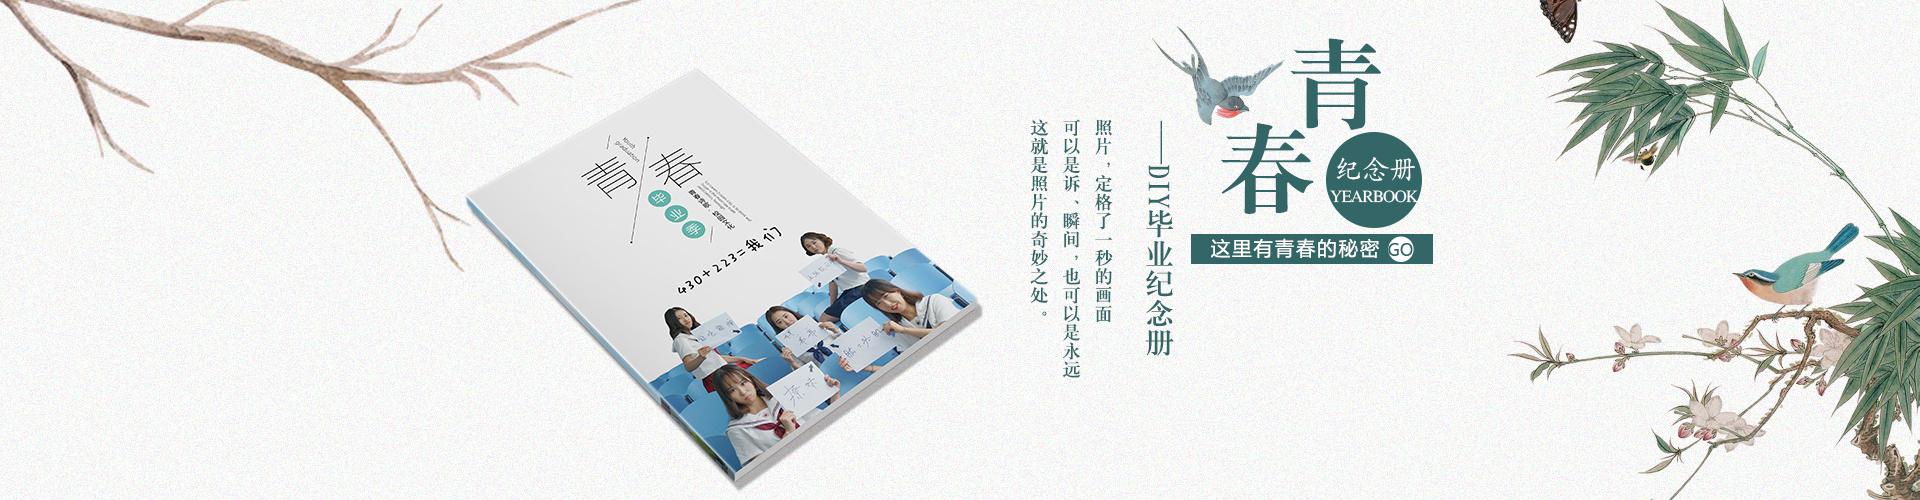 青春
纪念册
YEARBOOK
这里有青春的秘密 GO
——DIY毕业纪念册
照片，定格了一秒的画面
可以是诉、瞬间，也可以是永远
这就是照片的奇妙之处。
Youth
graduation
青春
毕业季
430+223=我们